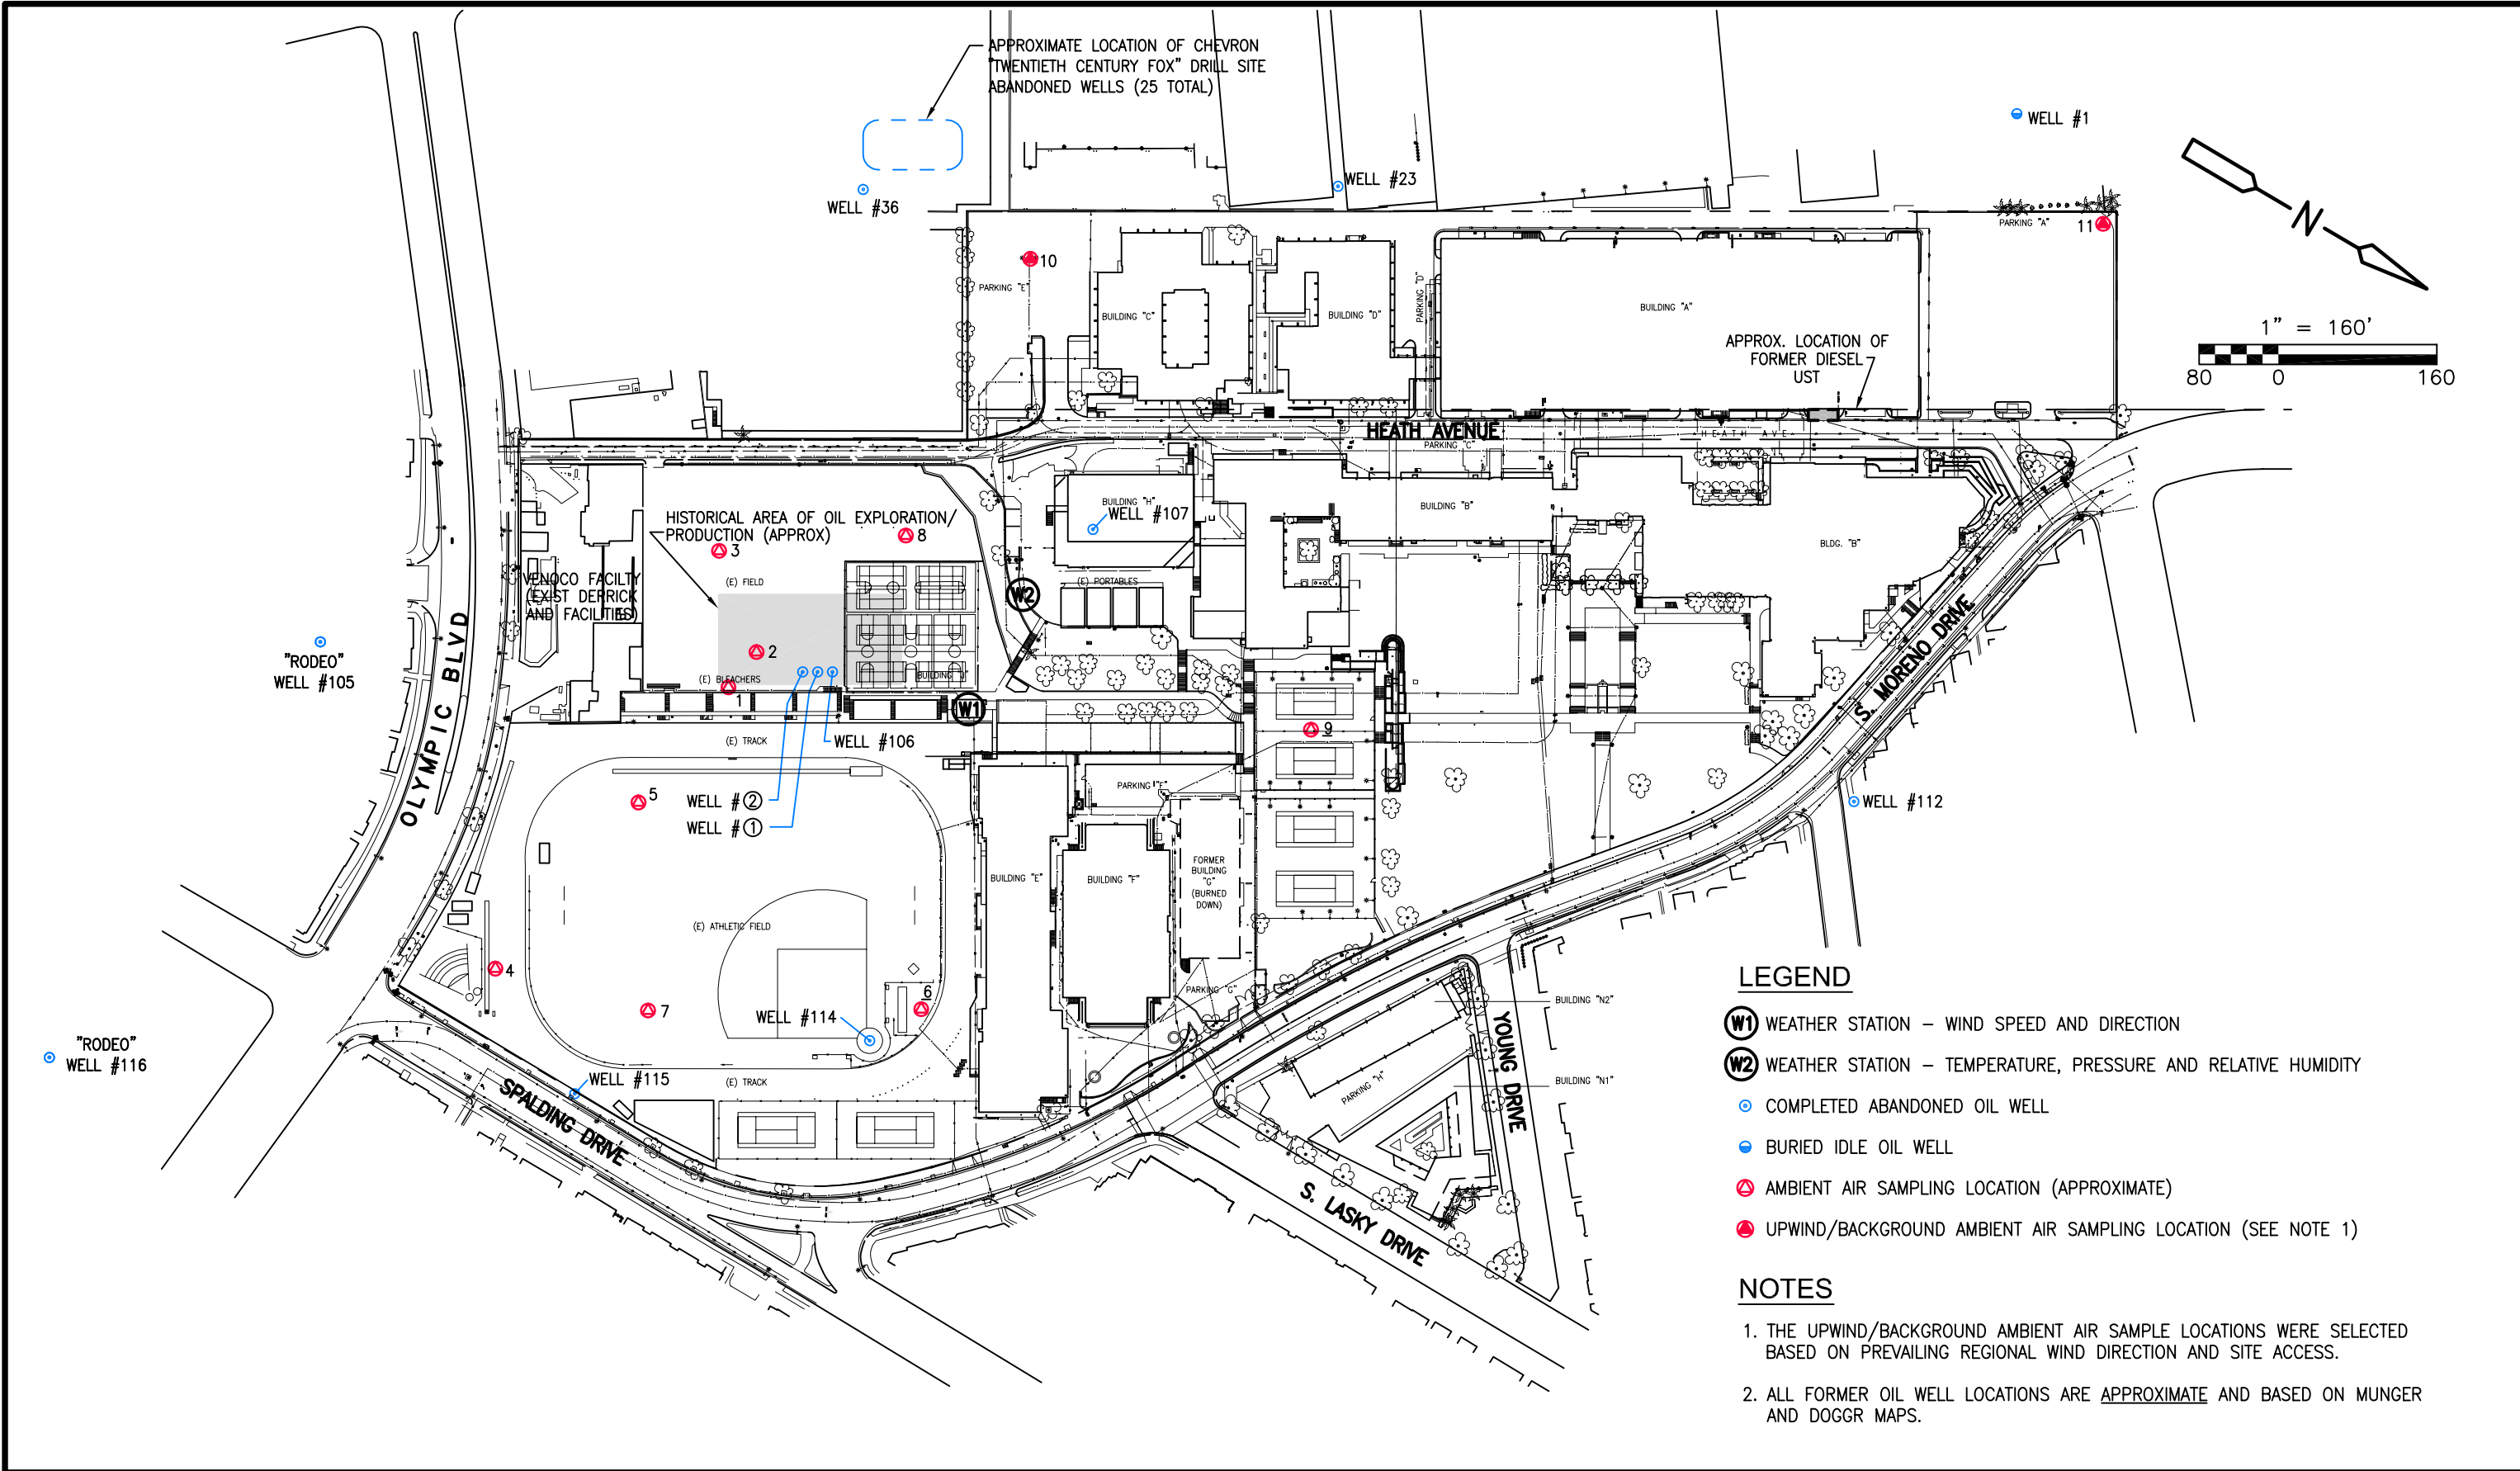 APPROXIMATE LOCATION OF CHEVRON
"TWENTIETH CENTURY FOX" DRILL SITE
ABANDONED WELLS (25 TOTAL)
WELL #1
WELL #36
WELL #23
PARKING "A"
11
N
10
PARKING "E"
BUILDING "C"
BUILDING "D"
PARKING "D"
BUILDING "A"
APPROX. LOCATION OF
FORMER DIESEL
UST
1" = 160'
80 0 160
HEATH AVENUE
HEATH AVE
PARKING "C"
HISTORICAL AREA OF OIL EXPLORATION/
PRODUCTION (APPROX)
3
8
BUILDING "H"
WELL #107
BUILDING "B"
BLDG. "B"
(E) FIELD
(E) PORTABLES
VENOCO FACILTY
(EXIST DERRICK
AND FACILITIES)
W2
2
(E) BLEACHERS
1
W1
"RODEO"
WELL #105
OLYMPIC BLVD
S. MORENO DRIVE
(E) TRACK
WELL #106
9
5
WELL #2
WELL #1
PARKING "F"
WELL #112
BUILDING "E"
BUILDING "F"
FORMER
BUILDING
"G"
(BURNED
DOWN)
(E) ATHLETIC FIELD
4
7
6
PARKING "G"
WELL #114
"RODEO"
WELL #116
WELL #115
(E) TRACK
SPALDING DRIVE
BUILDING "N2"
YOUNG DRIVE
PARKING "H"
BUILDING "N1"
S. LASKY DRIVE
LEGEND
W1 WEATHER STATION – WIND SPEED AND DIRECTION
W2 WEATHER STATION – TEMPERATURE, PRESSURE AND RELATIVE HUMIDITY
COMPLETED ABANDONED OIL WELL
BURIED IDLE OIL WELL
AMBIENT AIR SAMPLING LOCATION (APPROXIMATE)
UPWIND/BACKGROUND AMBIENT AIR SAMPLING LOCATION (SEE NOTE 1)
NOTES
1. THE UPWIND/BACKGROUND AMBIENT AIR SAMPLE LOCATIONS WERE SELECTED
BASED ON PREVAILING REGIONAL WIND DIRECTION AND SITE ACCESS.
2. ALL FORMER OIL WELL LOCATIONS ARE APPROXIMATE AND BASED ON MUNGER
AND DOGGR MAPS.